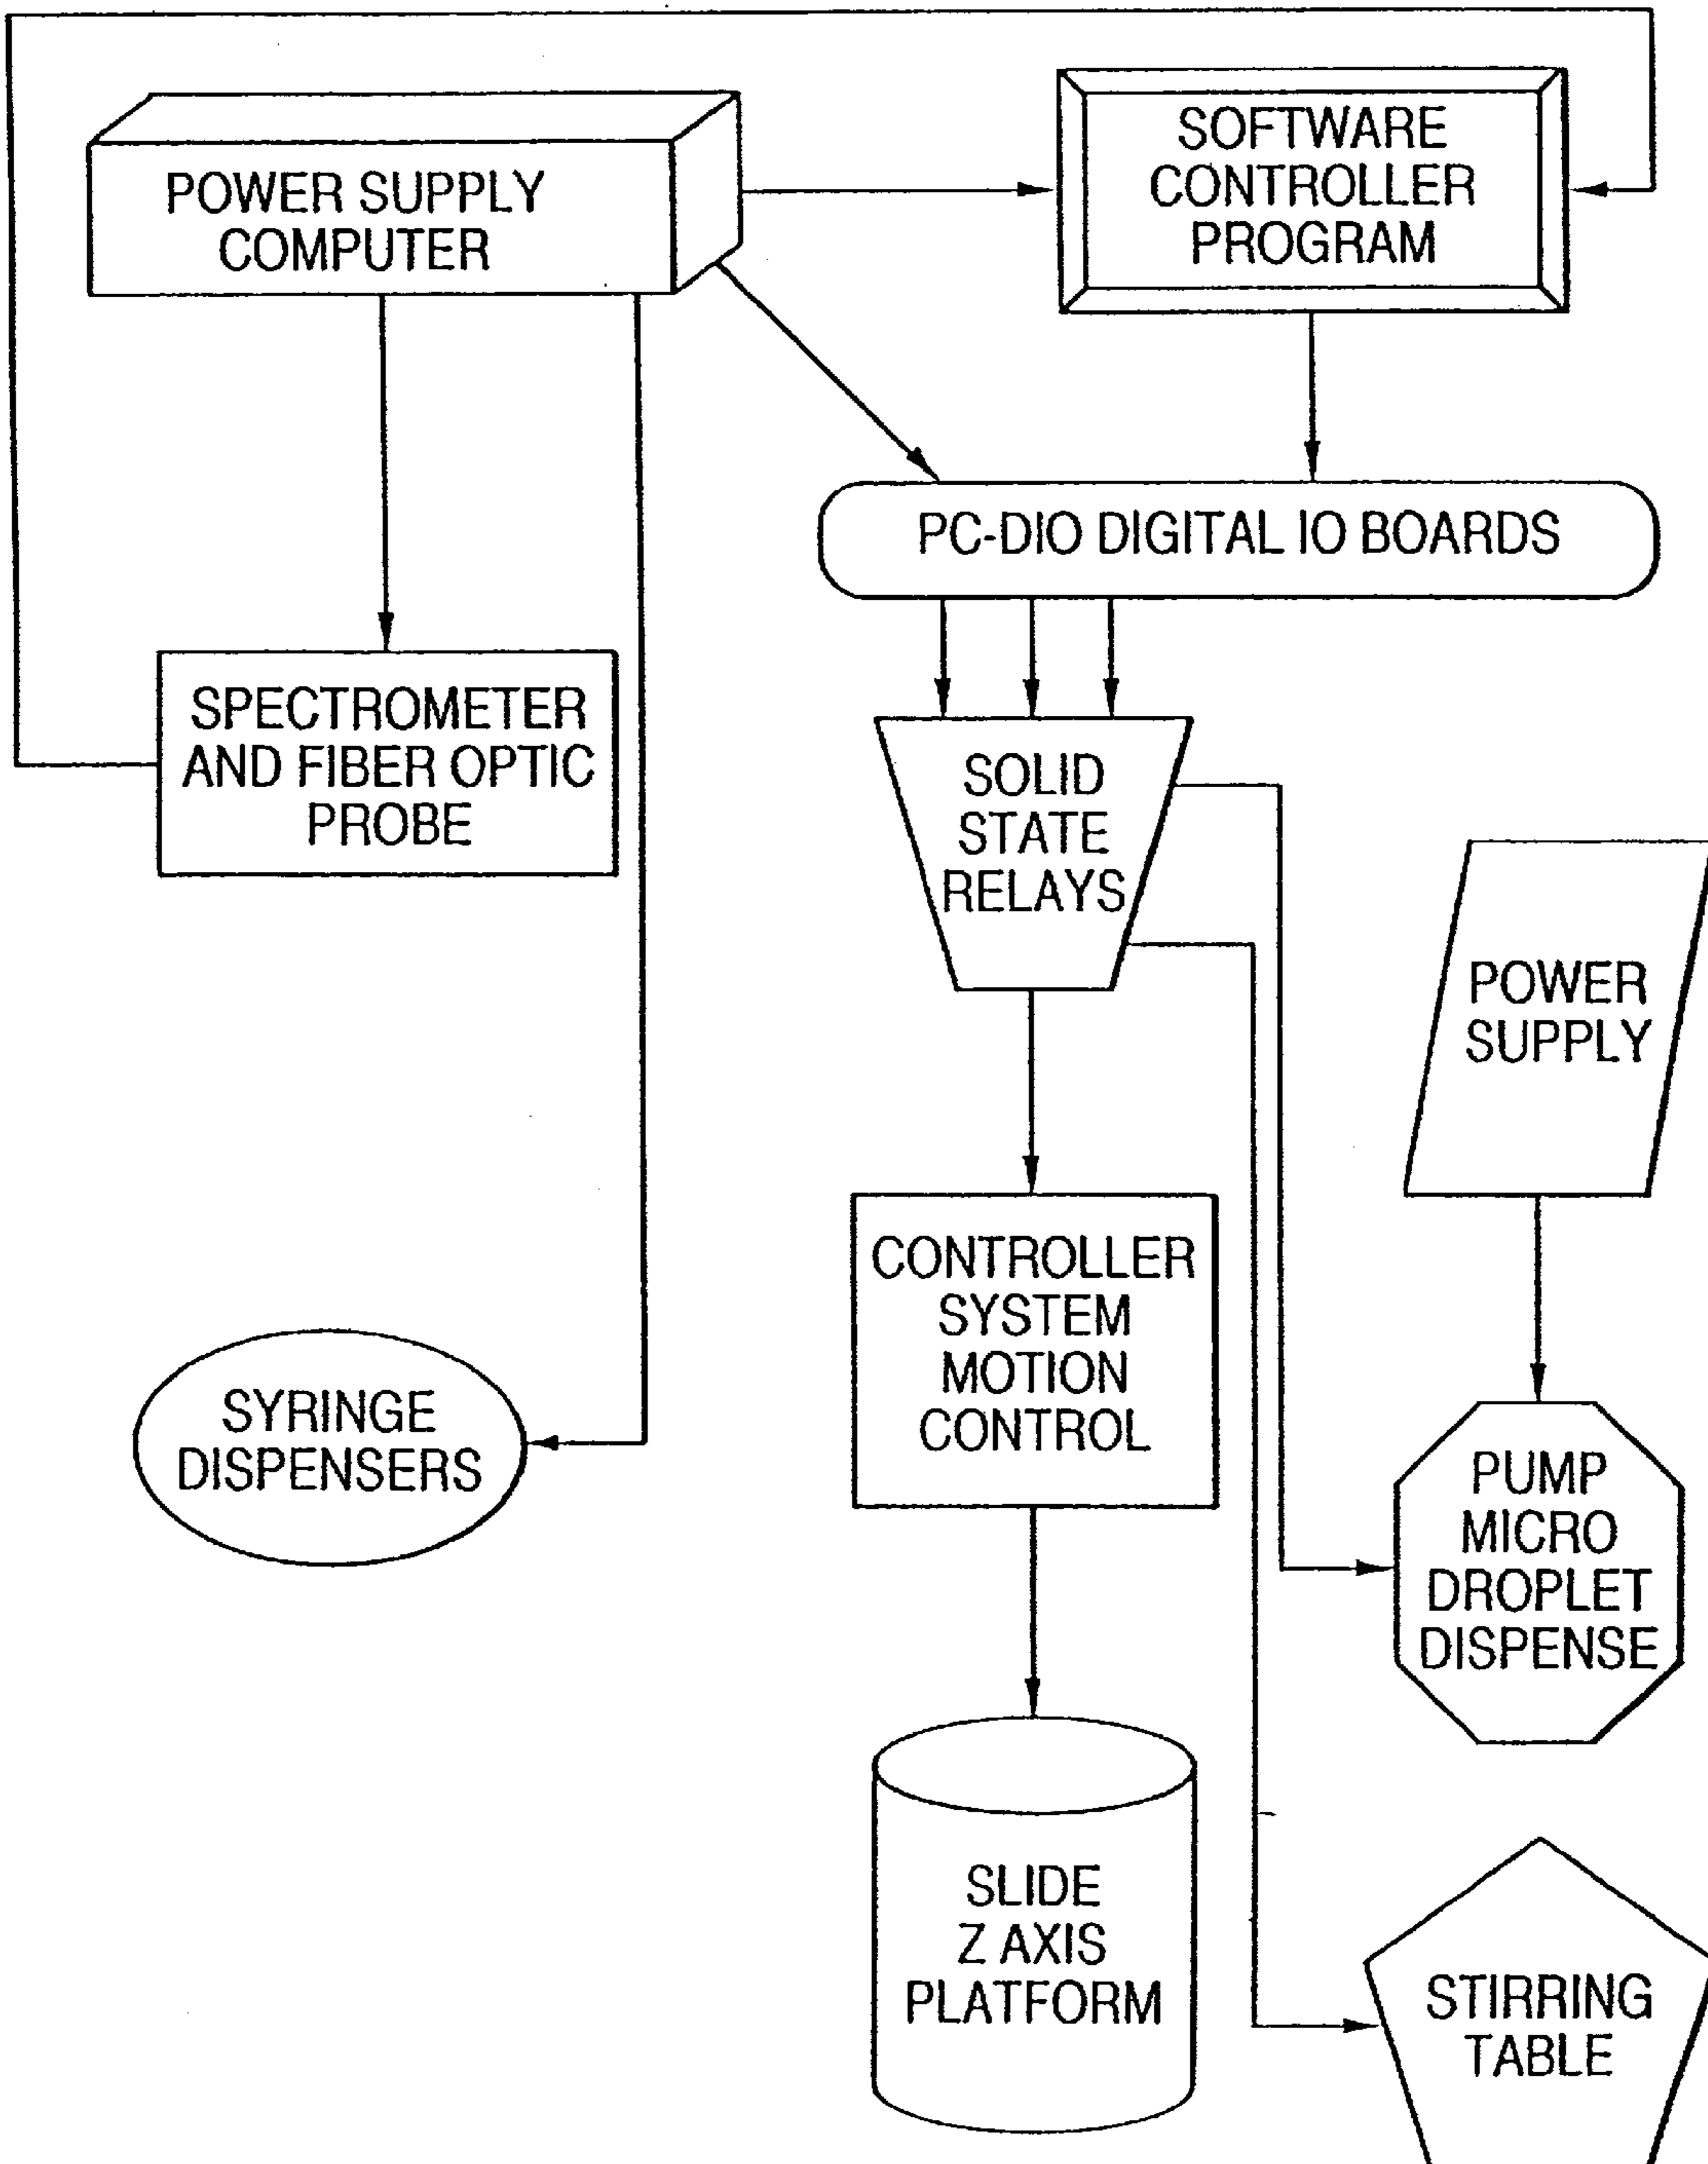 POWER SUPPLY
COMPUTER
SOFTWARE
CONTROLLER
PROGRAM
PC-DIO DIGITAL IO BOARDS
SPECTROMETER
AND FIBER OPTIC
PROBE
SOLID
STATE
RELAYS
POWER
SUPPLY
CONTROLLER
SYSTEM
MOTION
CONTROL
SYRINGE
DISPENSERS
PUMP
MICRO
DROPLET
DISPENSE
SLIDE
Z AXIS
PLATFORM
STIRRING
TABLE